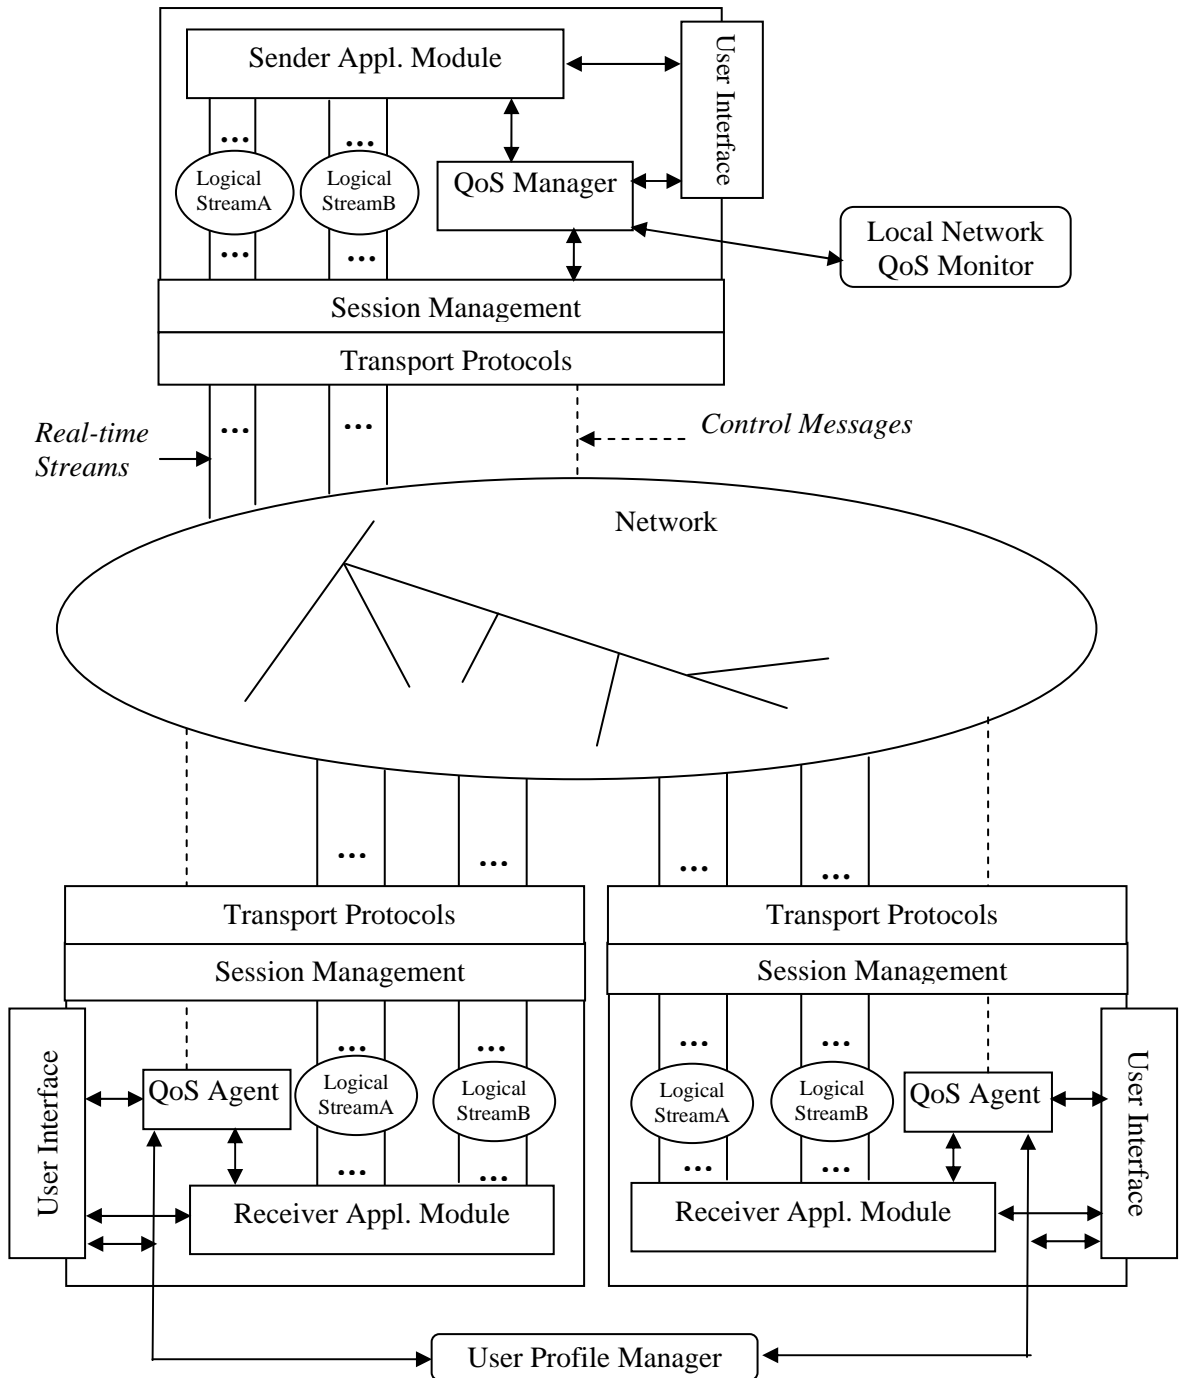 Sender Appl. Module
User Interface
...
...
Logical
StreamA
Logical
StreamB
QoS Manager
...
...
Local Network
QoS Monitor
Session Management
Transport Protocols
Real-time
Streams
...
...
Control Messages
Network
...
...
...
...
Transport Protocols
Transport Protocols
Session Management
Session Management
...
...
...
...
User Interface
QoS Agent
Logical
StreamA
Logical
StreamB
Logical
StreamA
Logical
StreamB
QoS Agent
User Interface
...
...
...
...
Receiver Appl. Module
Receiver Appl. Module
User Profile Manager